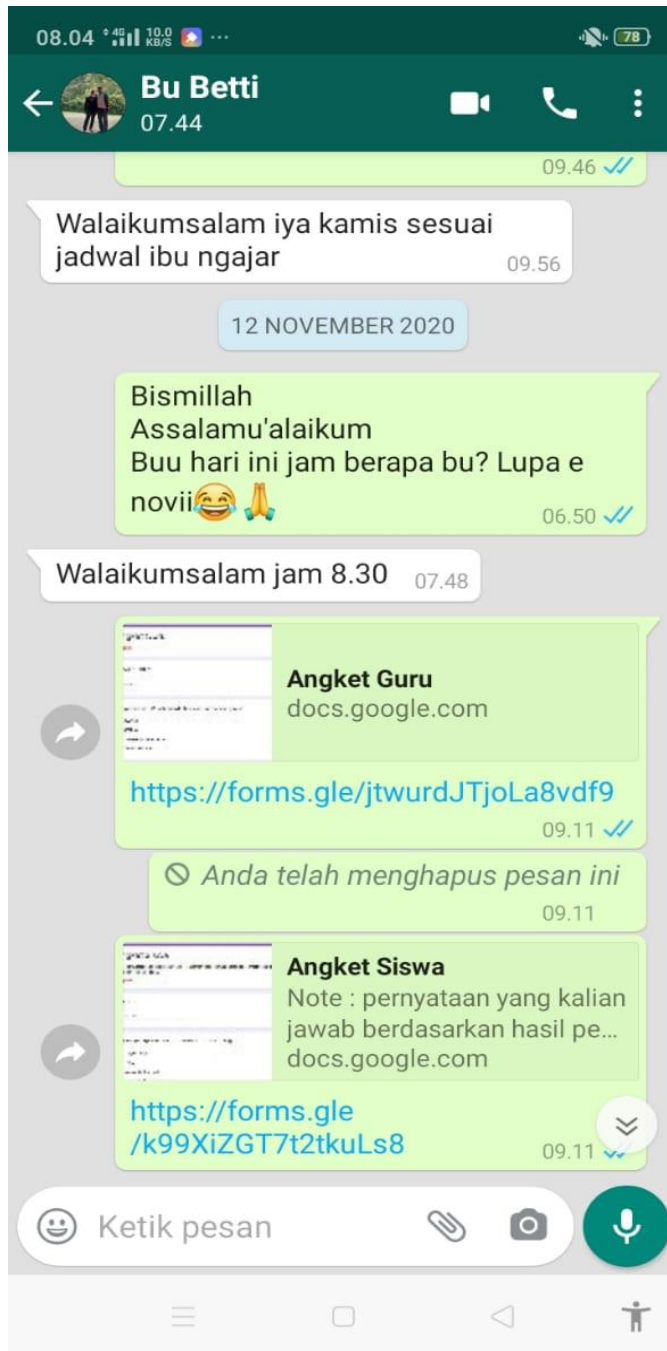 08.04 4G 10.0 KB/S ... 78
Bu Betti
07.44
09.46
Walaikumsalam iya kamis sesuai
jadwal ibu ngajar
09.56
12 NOVEMBER 2020
Bismillah
Assalamu'alaikum
Buu hari ini jam berapa bu? Lupa e
novii😂🙏
06.50
Walaikumsalam jam 8.30 07.48
Angket Guru
docs.google.com
https://forms.gle/jtwurdJTjoLa8vdf9
09.11
Anda telah menghapus pesan ini
09.11
Angket Siswa
Note : pernyataan yang kalian
jawab berdasarkan hasil pe...
docs.google.com
https://forms.gle
/k99XiZGT7t2tkuLs8 09.11
Ketik pesan